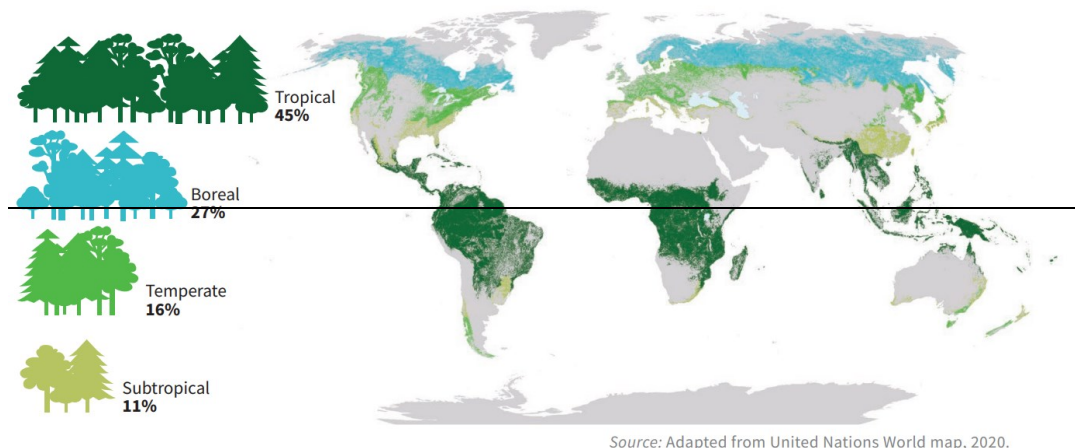 Tropical
45%
Boreal
27%
Temperate
16%
Subtropical
11%
Source: Adapted from United Nations World map, 2020.